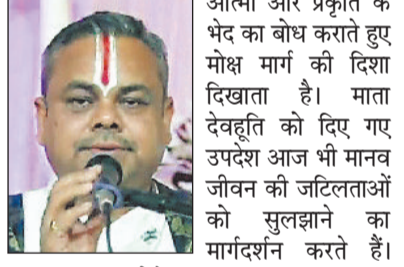 आत्मा और प्रकृति के
भेद का बोध कराते हुए
मोक्ष मार्ग की दिशा
दिखाता है। माता
देवहूति को दिए गए
उपदेश आज भी मानव
जीवन की जटिलताओं
को सुलझाने का
मार्गदर्शन करते हैं।